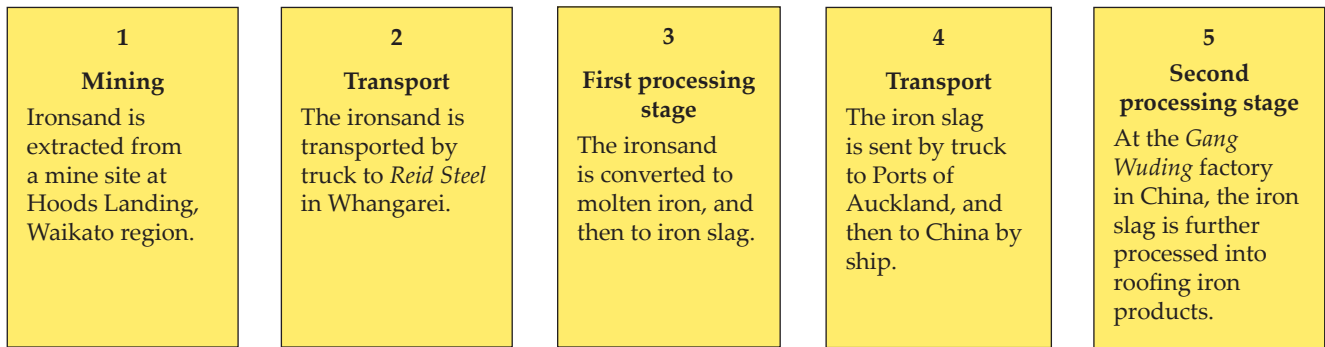 1
Mining
Ironsand is
extracted from
a mine site at
Hoods Landing,
Waikato region.
2
Transport
The ironsand is
transported by
truck to Reid Steel
in Whangarei.
3
First processing
stage
The ironsand
is converted to
molten iron, and
then to iron slag.
4
Transport
The iron slag
is sent by truck
to Ports of
Auckland, and
then to China by
ship.
5
Second
processing stage
At the Gang
Wuding factory
in China, the iron
slag is further
processed into
roofing iron
products.